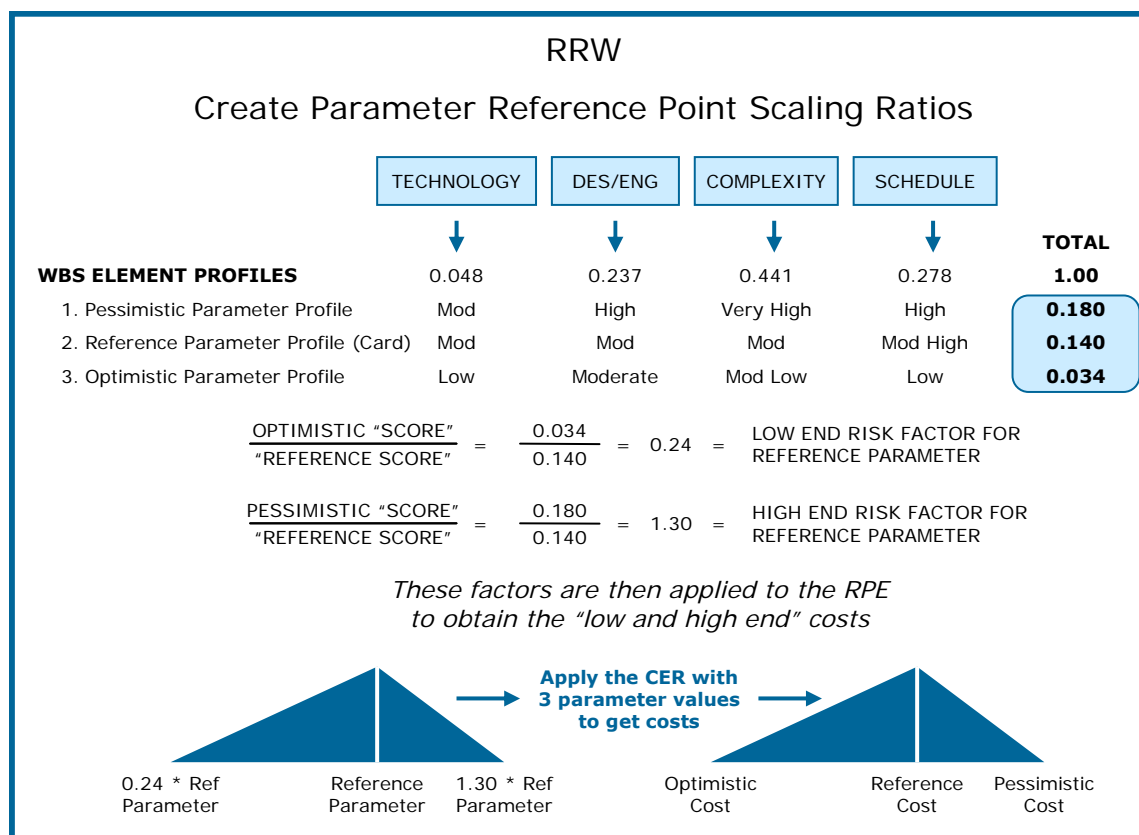 RRW
Create Parameter Reference Point Scaling Ratios
TECHNOLOGY DES/ENG COMPLEXITY SCHEDULE
TOTAL
WBS ELEMENT PROFILES 0.048 0.237 0.441 0.278 1.00
1. Pessimistic Parameter Profile Mod High Very High High 0.180
2. Reference Parameter Profile (Card) Mod Mod Mod Mod High 0.140
3. Optimistic Parameter Profile Low Moderate Mod Low Low 0.034
OPTIMISTIC “SCORE”
“REFERENCE SCORE”
=
0.034
0.140
= 0.24 =
LOW END RISK FACTOR FOR
REFERENCE PARAMETER
PESSIMISTIC “SCORE”
“REFERENCE SCORE”
=
0.180
0.140
= 1.30 =
HIGH END RISK FACTOR FOR
REFERENCE PARAMETER
These factors are then applied to the RPE
to obtain the “low and high end” costs
Apply the CER with
3 parameter values
to get costs
0.24 * Ref
Parameter
Reference
Parameter
1.30 * Ref
Parameter
Optimistic
Cost
Reference
Cost
Pessimistic
Cost